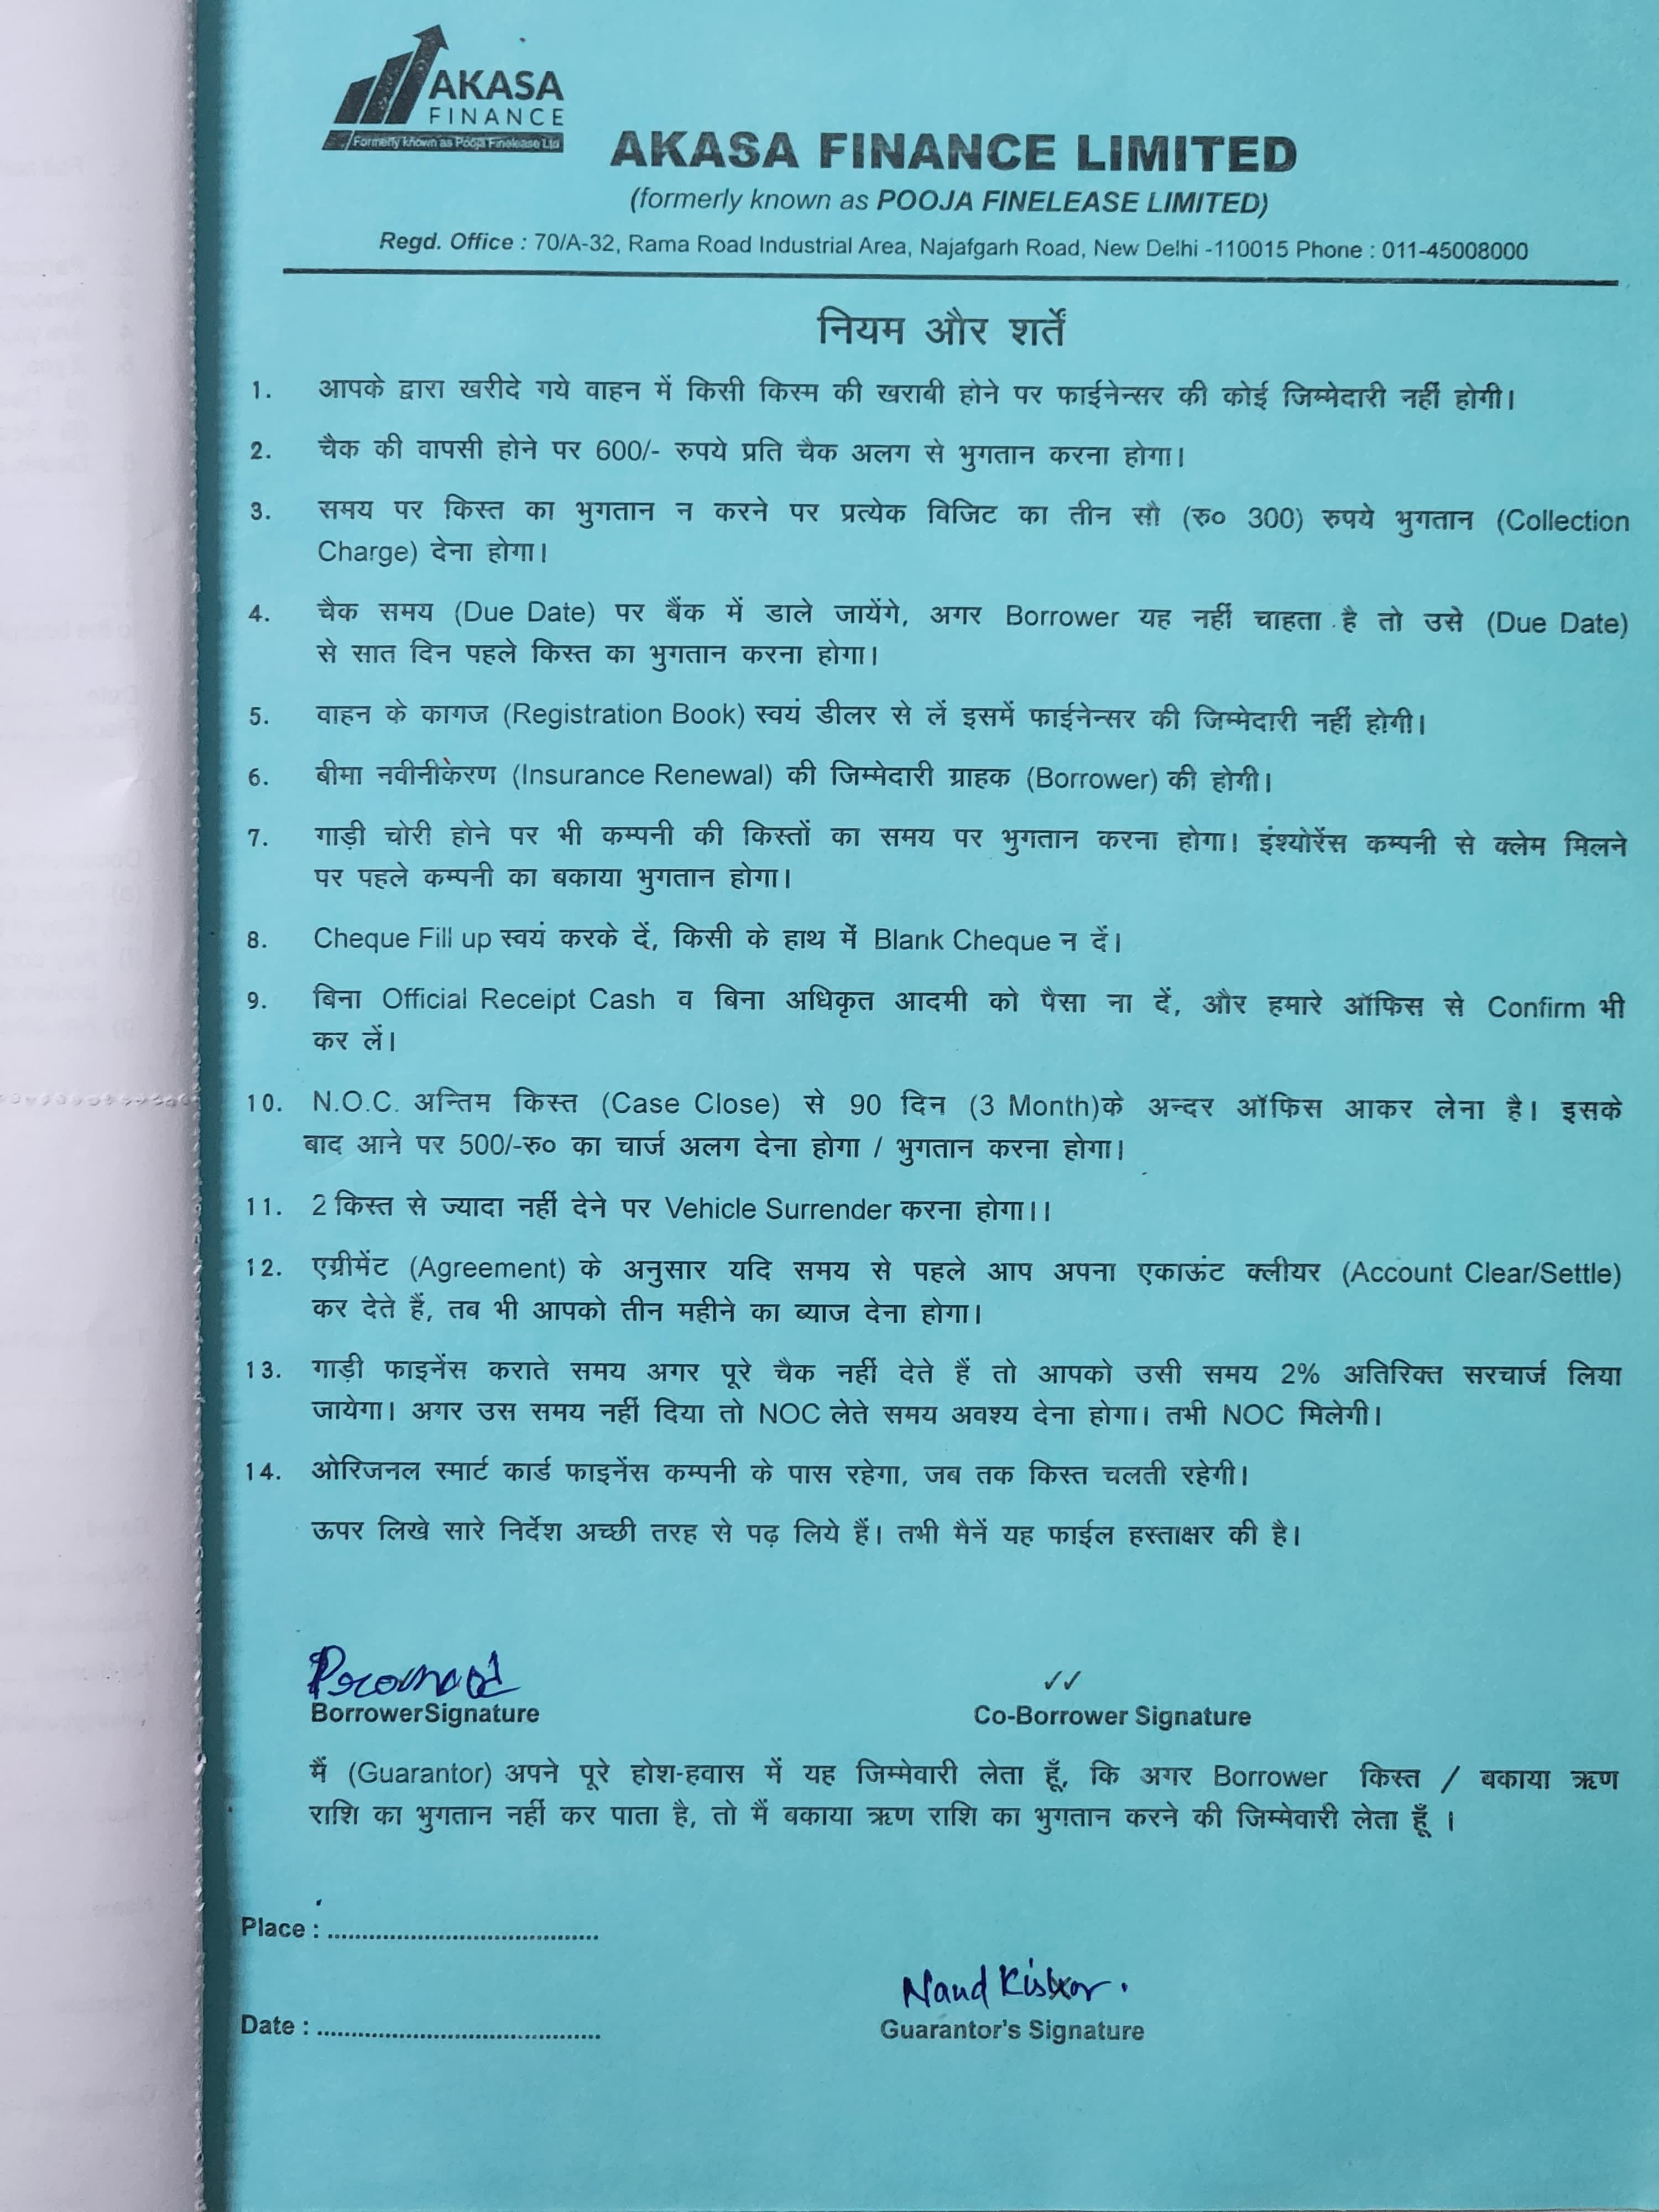 AKASA
FINANCE
Formerly known as Pooja Finelease Ltd
AKASA FINANCE LIMITED
(formerly known as POOJA FINELEASE LIMITED)
Regd. Office : 70/A-32, Rama Road Industrial Area, Najafgarh Road, New Delhi -110015 Phone : 011-45008000
नियम और शर्तें
1. आपके द्वारा खरीदे गये वाहन में किसी किस्म की खराबी होने पर फाईनेन्सर की कोई जिम्मेदारी नहीं होगी।
2. चैक की वापसी होने पर 600/- रुपये प्रति चैक अलग से भुगतान करना होगा।
3. समय पर किस्त का भुगतान न करने पर प्रत्येक विजिट का तीन सौ (रु० 300) रुपये भुगतान (Collection
Charge) देना होगा।
4. चैक समय (Due Date) पर बैंक में डाले जायेंगे, अगर Borrower यह नहीं चाहता है तो उसे (Due Date)
से सात दिन पहले किस्त का भुगतान करना होगा।
5. वाहन के कागज (Registration Book) स्वयं डीलर से लें इसमें फाईनेन्सर की जिम्मेदारी नहीं होगी।
6. बीमा नवीनीकरण (Insurance Renewal) की जिम्मेदारी ग्राहक (Borrower) की होगी।
7. गाड़ी चोरी होने पर भी कम्पनी की किस्तों का समय पर भुगतान करना होगा। इंश्योरेंस कम्पनी से क्लेम मिलने
पर पहले कम्पनी का बकाया भुगतान होगा।
8. Cheque Fill up स्वयं करके दें, किसी के हाथ में Blank Cheque न दें।
9. बिना Official Receipt Cash व बिना अधिकृत आदमी को पैसा ना दें, और हमारे ऑफिस से Confirm भी
कर लें।
10. N.O.C. अन्तिम किस्त (Case Close) से 90 दिन (3 Month)के अन्दर ऑफिस आकर लेना है। इसके
बाद आने पर 500/-रु० का चार्ज अलग देना होगा / भुगतान करना होगा।
11. 2 किस्त से ज्यादा नहीं देने पर Vehicle Surrender करना होगा।।
12. एग्रीमेंट (Agreement) के अनुसार यदि समय से पहले आप अपना एकाऊंट क्लीयर (Account Clear/Settle)
कर देते हैं, तब भी आपको तीन महीने का ब्याज देना होगा।
13. गाड़ी फाइनेंस कराते समय अगर पूरे चैक नहीं देते हैं तो आपको उसी समय 2% अतिरिक्त सरचार्ज लिया
जायेगा। अगर उस समय नहीं दिया तो NOC लेते समय अवश्य देना होगा। तभी NOC मिलेगी।
14. ओरिजनल स्मार्ट कार्ड फाइनेंस कम्पनी के पास रहेगा, जब तक किस्त चलती रहेगी।
ऊपर लिखे सारे निर्देश अच्छी तरह से पढ़ लिये हैं। तभी मैनें यह फाईल हस्ताक्षर की है।
Pramod
BorrowerSignature
Co-Borrower Signature
मैं (Guarantor) अपने पूरे होश-हवास में यह जिम्मेवारी लेता हूँ, कि अगर Borrower किस्त / बकाया ऋण
राशि का भुगतान नहीं कर पाता है, तो मैं बकाया ऋण राशि का भुगतान करने की जिम्मेवारी लेता हूँ ।
Place : ......................................
Nand Kishor.
Date : ........................................
Guarantor's Signature